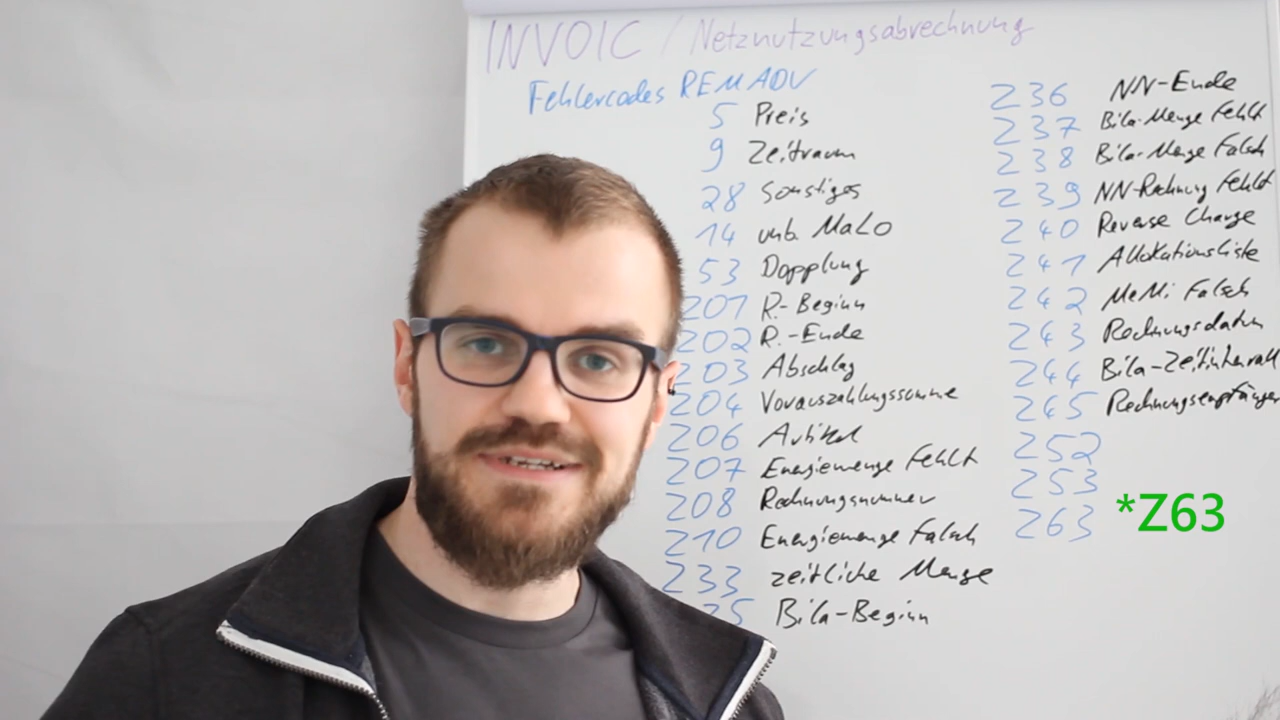 INVOIC / Netznutzungsabrechnung
Fehlercodes REMADV
5 Preis
9 Zeitraum
28 Sonstiges
14 unb. MaLo
53 Dopplung
Z01 R.-Beginn
Z02 R.-Ende
Z03 Abschlag
Z04 Vorauszahlungssumme
Z06 Artikel
Z07 Energiemenge Fehlt
Z08 Rechnungsnummer
Z10 Energiemenge Falsch
Z33 zeitliche Menge
35 Bila-Beginn
Z36 NN-Ende
Z37 Bila-Menge Fehlt
Z38 Bila-Menge Falsch
Z39 NN-Rechnung Fehlt
Z40 Reverse Charge
Z41 Allokationsliste
Z42 MeMi Falsch
Z43 Rechnungsdatum
Z44 Bila-Zeitintervall
Z45 Rechnungsempfänger
Z52
Z53
Z63 *Z63